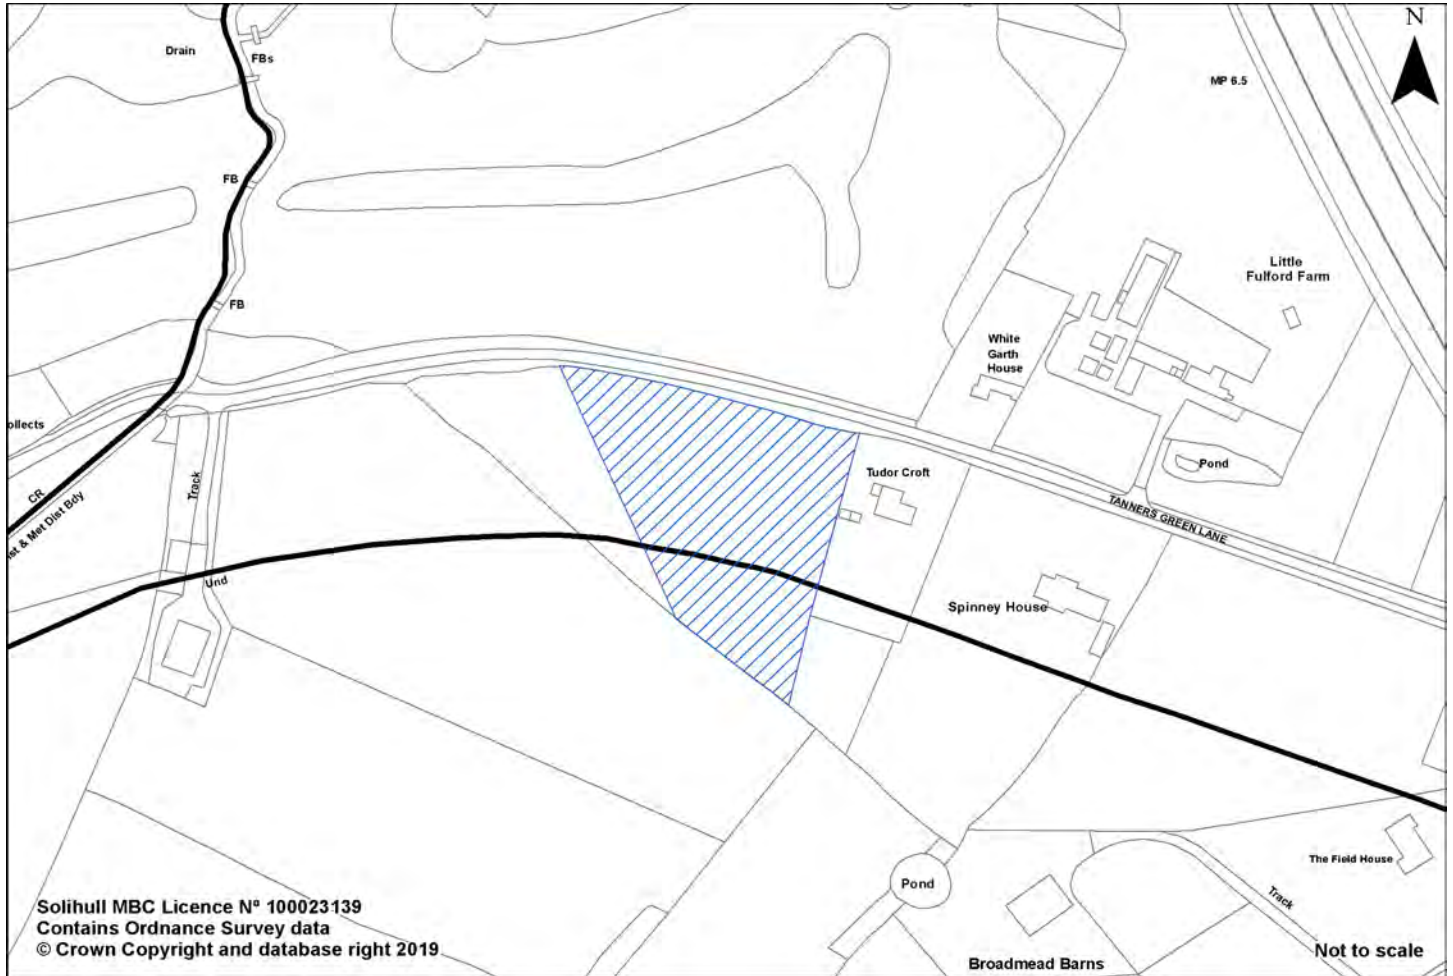 N
Drain
FBs
MP 6.5
FB
Little
Fulford Farm
FB
White
Garth
House
ollects
Tudor Croft
Pond
Track
CR
TANNERS GREEN LANE
ist & Met Dist Bdy
Und
Spinney House
The Field House
Pond
Track
Solihull MBC Licence Nº 100023139
Contains Ordnance Survey data
© Crown Copyright and database right 2019
Not to scale
Broadmead Barns